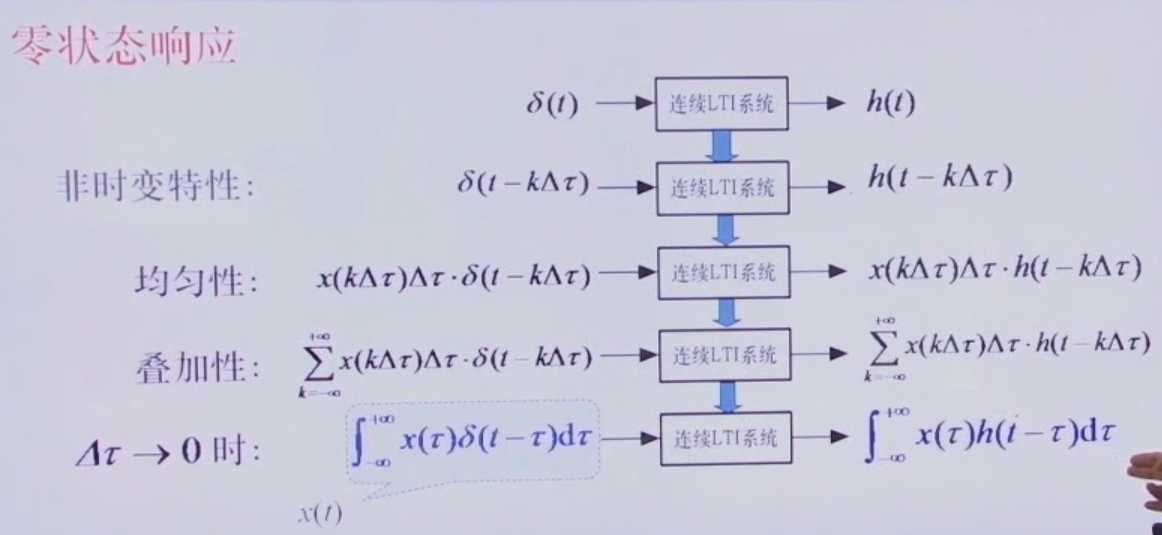 零状态响应
δ(t) 连续LTI系统 h(t)
非时变特性: δ(t−kΔτ) 连续LTI系统 h(t−kΔτ)
均匀性: x(kΔτ)Δτ·δ(t−kΔτ) 连续LTI系统 x(kΔτ)Δτ·h(t−kΔτ)
叠加性: ∑_{k=−∞}^{+∞} x(kΔτ)Δτ·δ(t−kΔτ) 连续LTI系统 ∑_{k=−∞}^{+∞} x(kΔτ)Δτ·h(t−kΔτ)
Δτ→0时: ∫_{−∞}^{+∞} x(τ)δ(t−τ)dτ 连续LTI系统 ∫_{−∞}^{+∞} x(τ)h(t−τ)dτ
x(t)